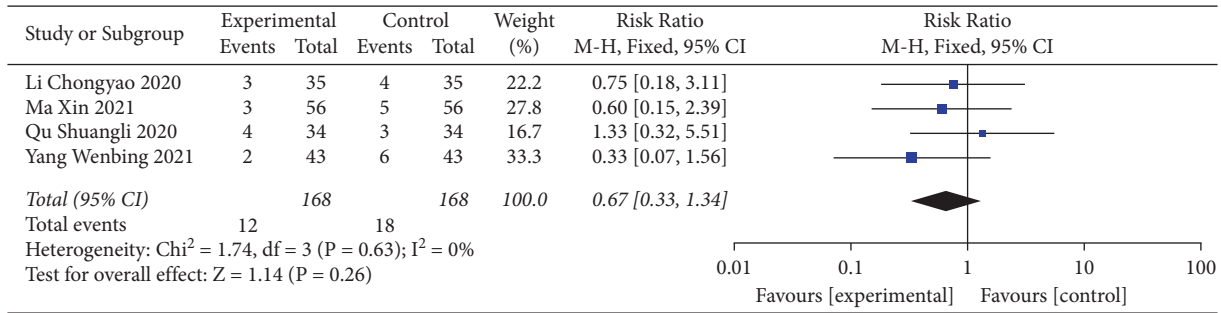 Study or Subgroup Experimental Control Weight Risk Ratio Risk Ratio
Events Total Events Total (%) M-H, Fixed, 95% CI M-H, Fixed, 95% CI
Li Chongyao 2020 3 35 4 35 22.2 0.75 [0.18, 3.11]
Ma Xin 2021 3 56 5 56 27.8 0.60 [0.15, 2.39]
Qu Shuangli 2020 4 34 3 34 16.7 1.33 [0.32, 5.51]
Yang Wenbing 2021 2 43 6 43 33.3 0.33 [0.07, 1.56]
Total (95% CI) 168 168 100.0 0.67 [0.33, 1.34]
Total events 12 18
Heterogeneity: Chi² = 1.74, df = 3 (P = 0.63); I² = 0%
Test for overall effect: Z = 1.14 (P = 0.26)
0.01 0.1 1 10 100
Favours [experimental] Favours [control]